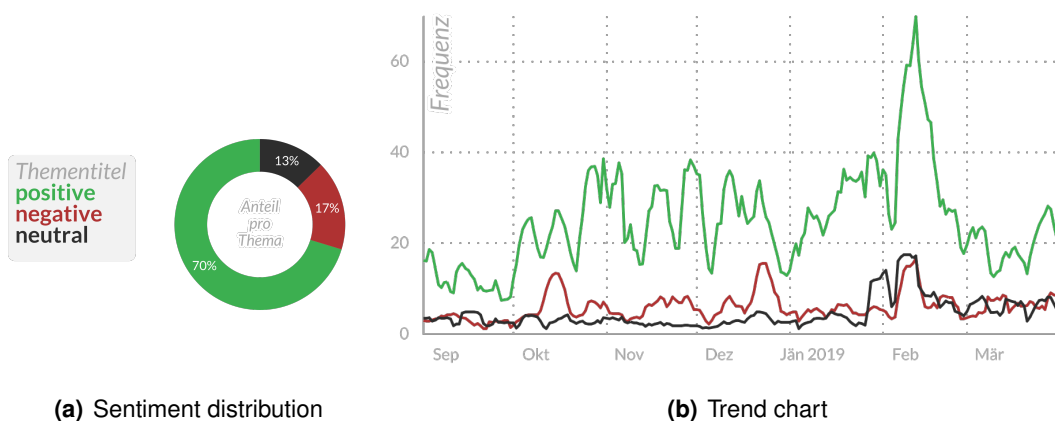 Thementitel
positive
negative
neutral
13%
17%
70%
Anteil
pro
Thema
Frequenz
60
40
20
0
Sep Okt Nov Dez Jän 2019 Feb Mär
(a) Sentiment distribution
(b) Trend chart